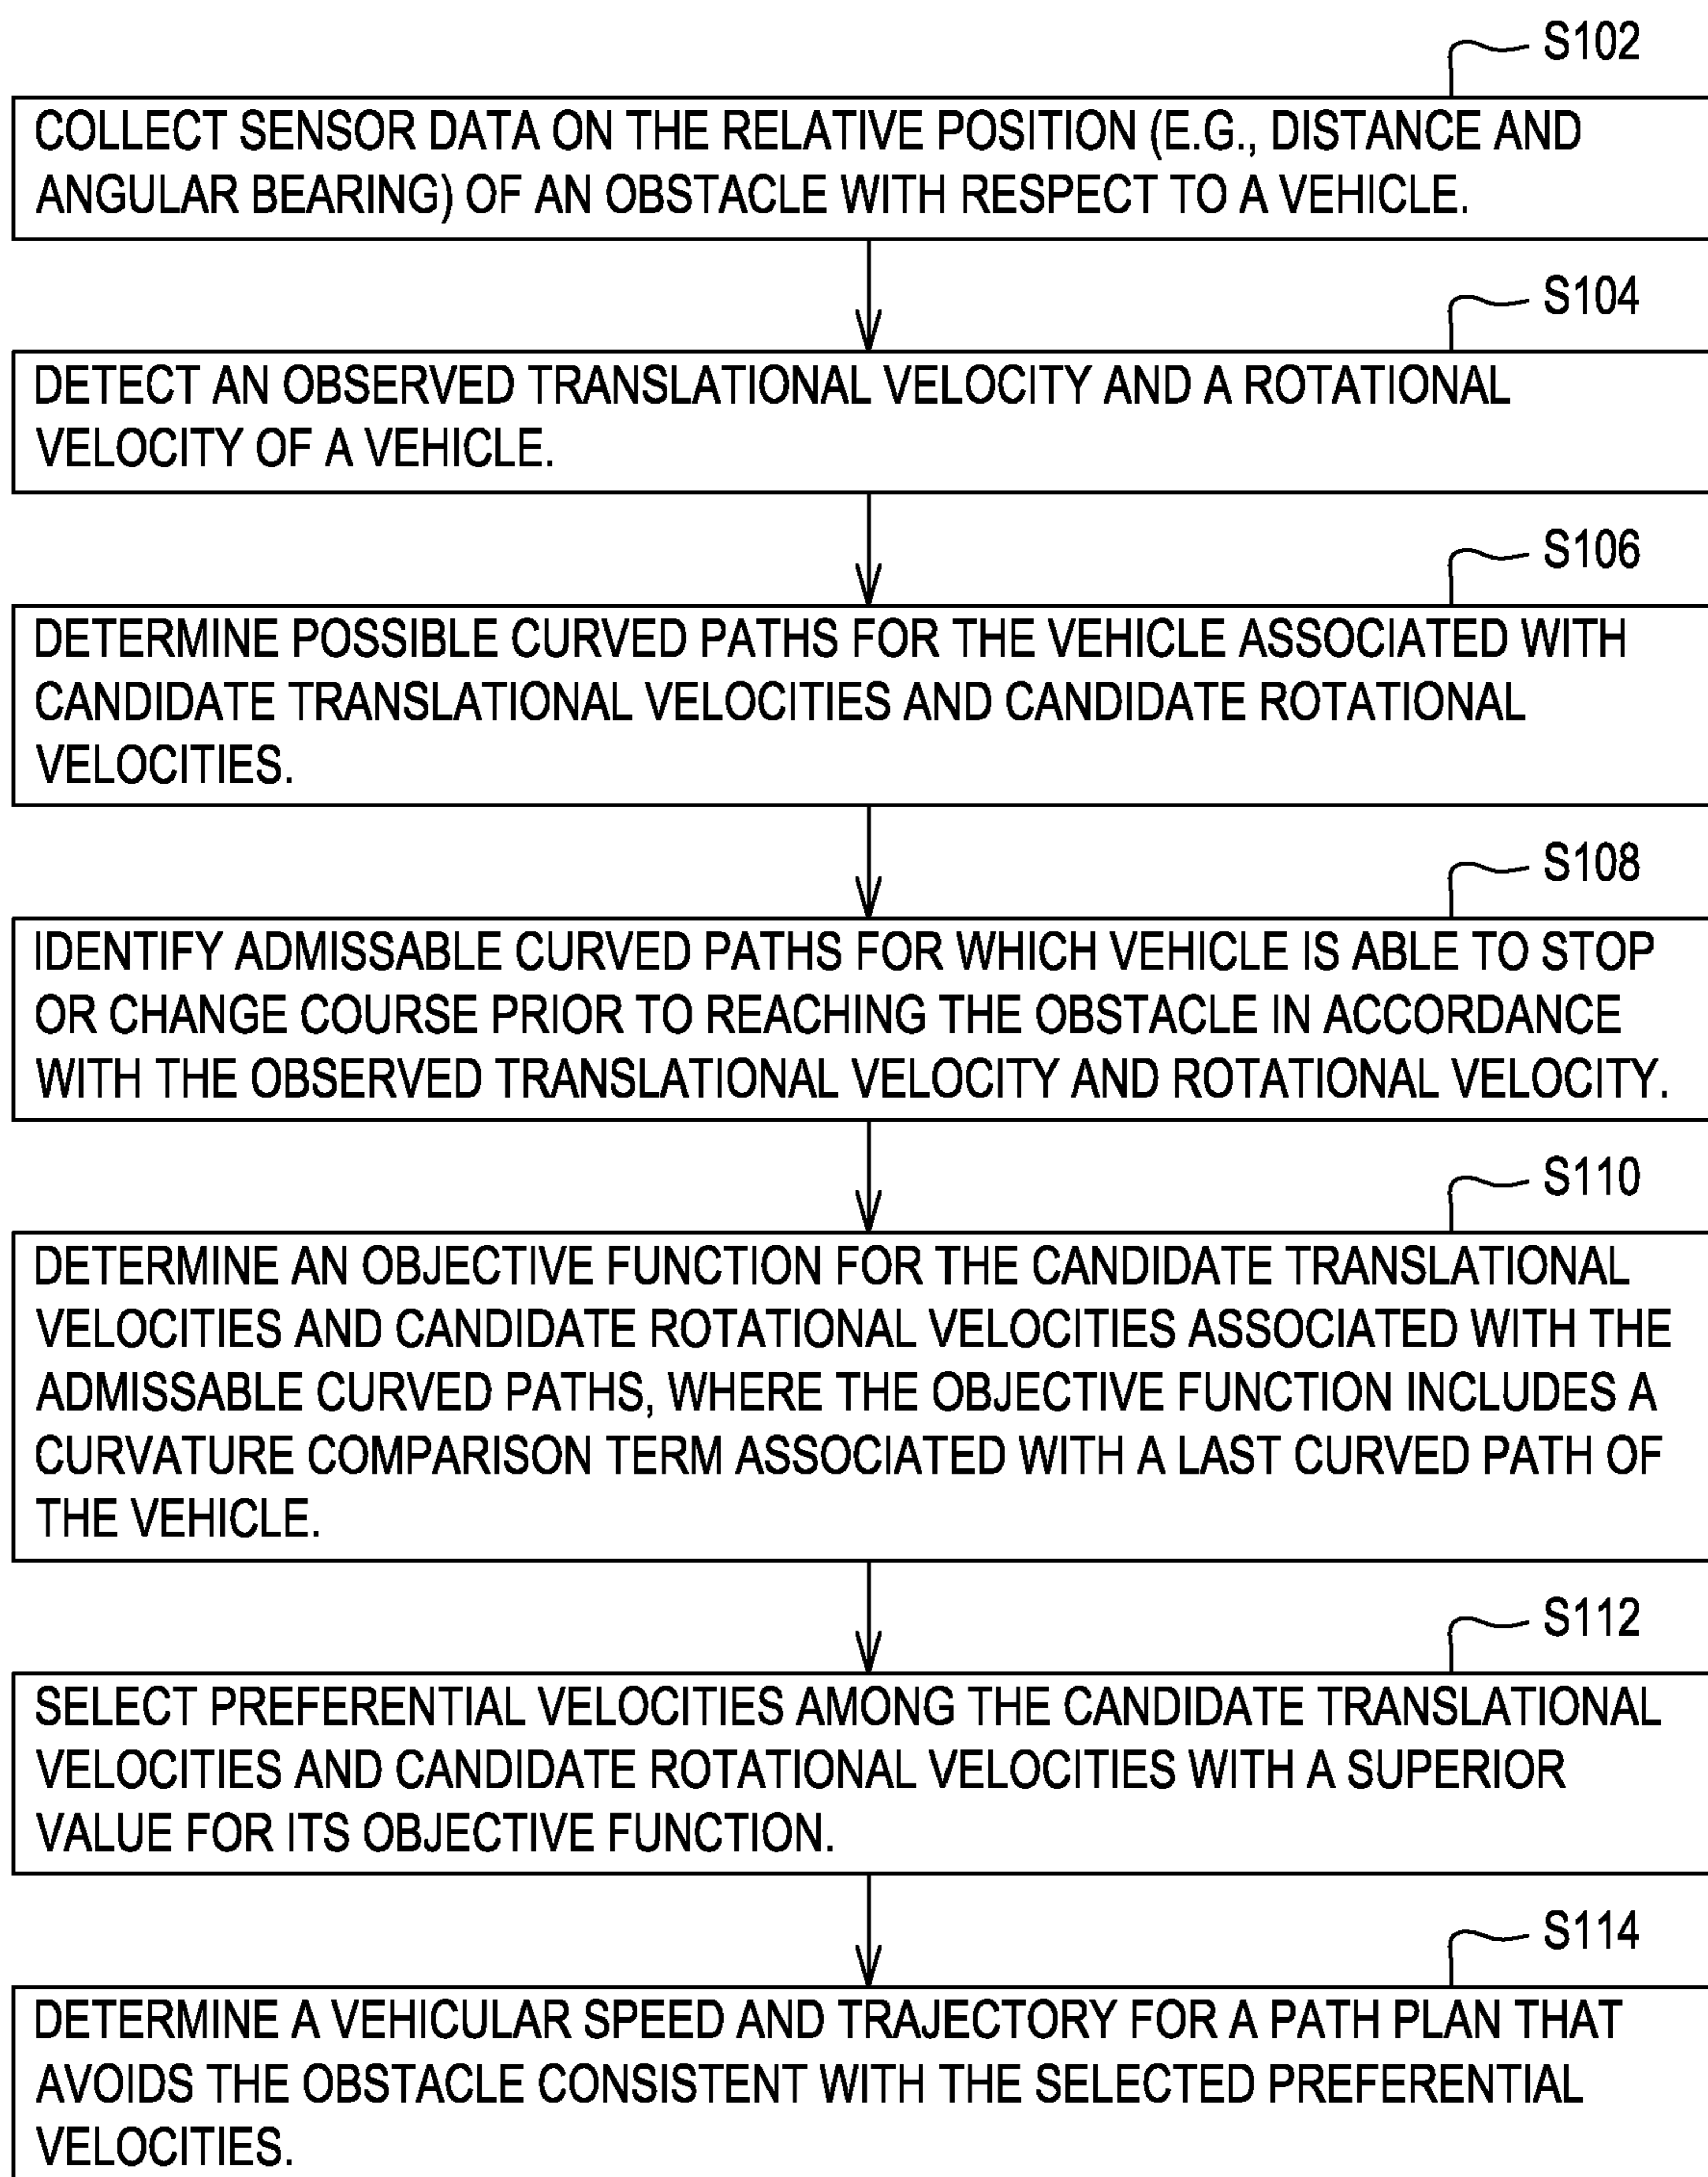 S102
COLLECT SENSOR DATA ON THE RELATIVE POSITION (E.G., DISTANCE AND
ANGULAR BEARING) OF AN OBSTACLE WITH RESPECT TO A VEHICLE.
S104
DETECT AN OBSERVED TRANSLATIONAL VELOCITY AND A ROTATIONAL
VELOCITY OF A VEHICLE.
S106
DETERMINE POSSIBLE CURVED PATHS FOR THE VEHICLE ASSOCIATED WITH
CANDIDATE TRANSLATIONAL VELOCITIES AND CANDIDATE ROTATIONAL
VELOCITIES.
S108
IDENTIFY ADMISSABLE CURVED PATHS FOR WHICH VEHICLE IS ABLE TO STOP
OR CHANGE COURSE PRIOR TO REACHING THE OBSTACLE IN ACCORDANCE
WITH THE OBSERVED TRANSLATIONAL VELOCITY AND ROTATIONAL VELOCITY.
S110
DETERMINE AN OBJECTIVE FUNCTION FOR THE CANDIDATE TRANSLATIONAL
VELOCITIES AND CANDIDATE ROTATIONAL VELOCITIES ASSOCIATED WITH THE
ADMISSABLE CURVED PATHS, WHERE THE OBJECTIVE FUNCTION INCLUDES A
CURVATURE COMPARISON TERM ASSOCIATED WITH A LAST CURVED PATH OF
THE VEHICLE.
S112
SELECT PREFERENTIAL VELOCITIES AMONG THE CANDIDATE TRANSLATIONAL
VELOCITIES AND CANDIDATE ROTATIONAL VELOCITIES WITH A SUPERIOR
VALUE FOR ITS OBJECTIVE FUNCTION.
S114
DETERMINE A VEHICULAR SPEED AND TRAJECTORY FOR A PATH PLAN THAT
AVOIDS THE OBSTACLE CONSISTENT WITH THE SELECTED PREFERENTIAL
VELOCITIES.